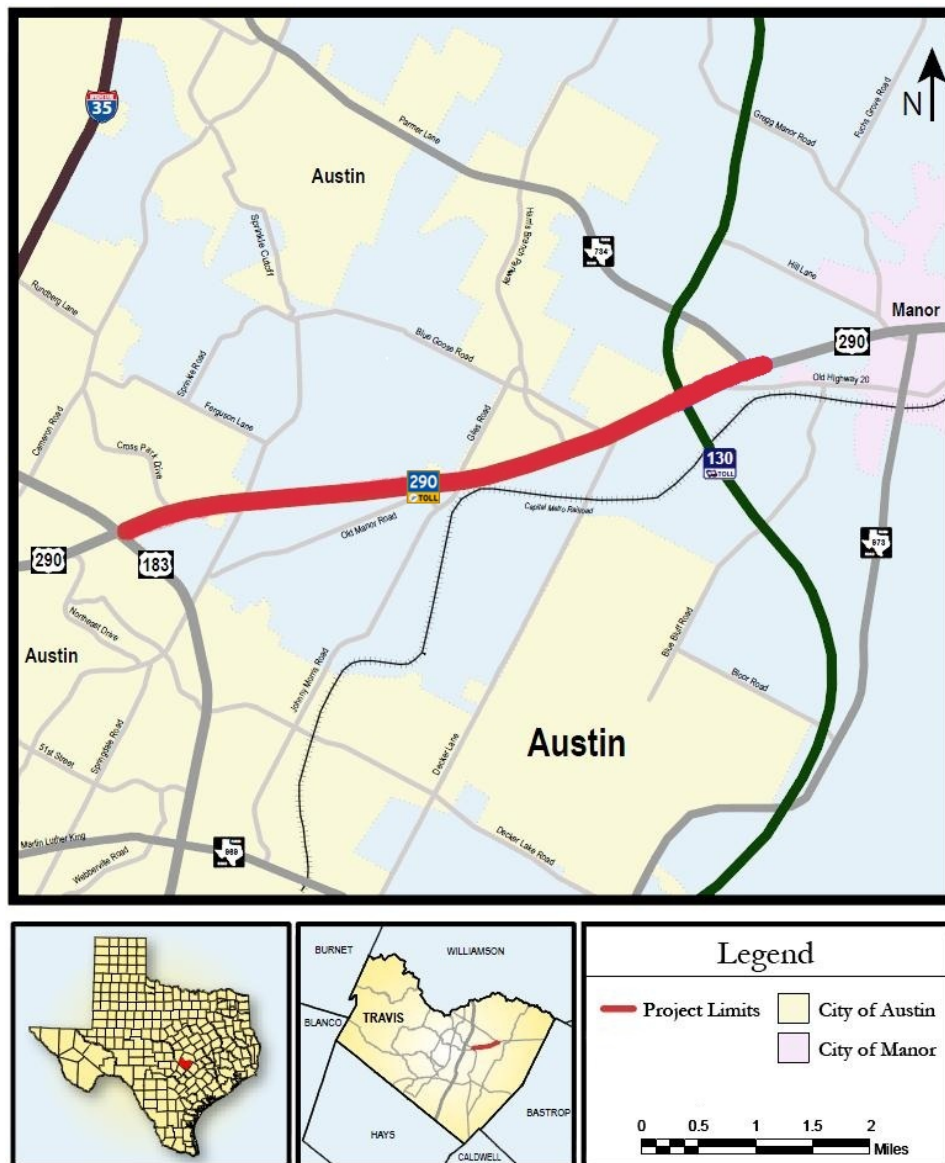 INTERSTATE
35
N
Austin
Parmer Lane
Gregg Manor Road
Fuchs Grove Road
Sprinkle Cutoff
Harris Branch Parkway
734
Hill Lane
Rundberg Lane
Manor
290
Blue Goose Road
Old Highway 20
Sprinkle Road
Ferguson Lane
Giles Road
Cameron Road
Cross Park Drive
290
TOLL
130
TOLL
Old Manor Road
Capital Metro Railroad
973
290
183
Northeast Drive
Austin
Johnny Morris Road
Blue Bluff Road
Bloor Road
Springdale Road
51st Street
Decker Lane
Austin
Martin Luther King
969
Webberville Road
Decker Lake Road
BURNET
WILLIAMSON
BLANCO
TRAVIS
BASTROP
HAYS
CALDWELL
Legend
Project Limits
City of Austin
City of Manor
0 0.5 1 1.5 2
Miles